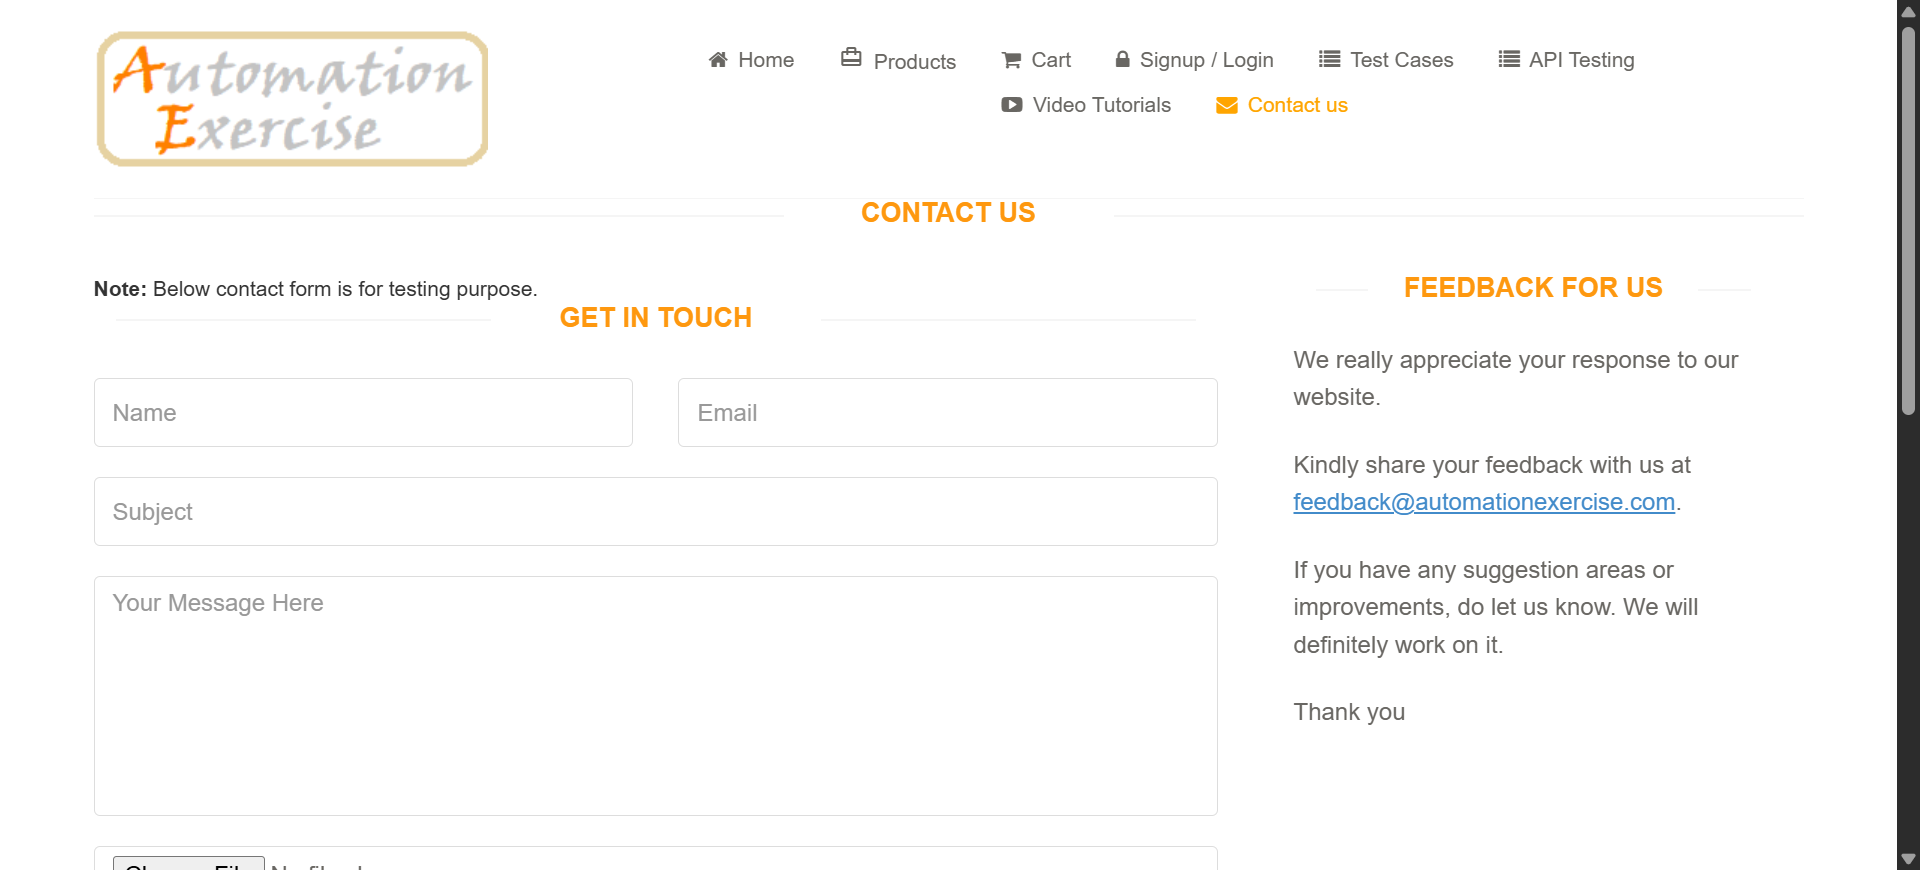 Automation
Exercise
Home
Products
Cart
Signup / Login
Test Cases
API Testing
Video Tutorials
Contact us
CONTACT US
Note: Below contact form is for testing purpose.
GET IN TOUCH
Name
Email
Subject
Your Message Here
FEEDBACK FOR US
We really appreciate your response to our
website.
Kindly share your feedback with us at
feedback@automationexercise.com.
If you have any suggestion areas or
improvements, do let us know. We will
definitely work on it.
Thank you